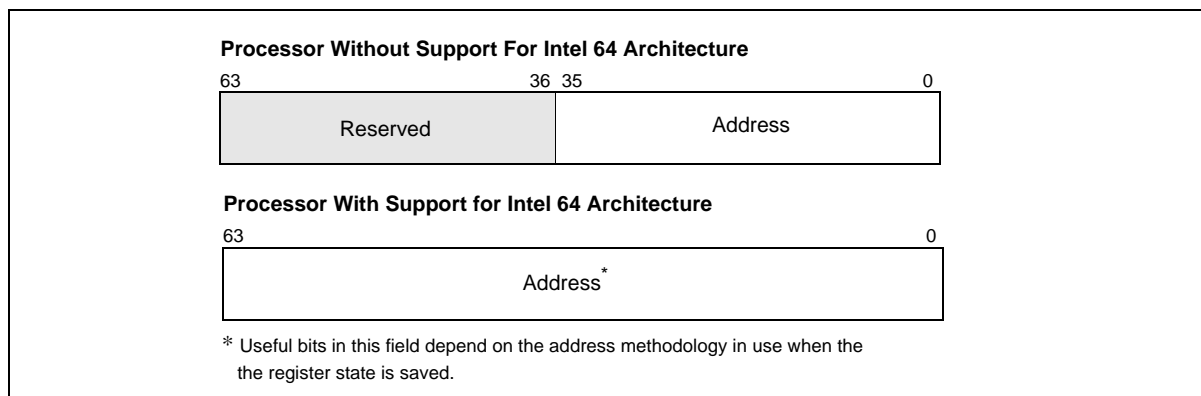 Processor Without Support For Intel 64 Architecture
63 36 35 0
Reserved Address
Processor With Support for Intel 64 Architecture
63 0
Address*
* Useful bits in this field depend on the address methodology in use when the
the register state is saved.